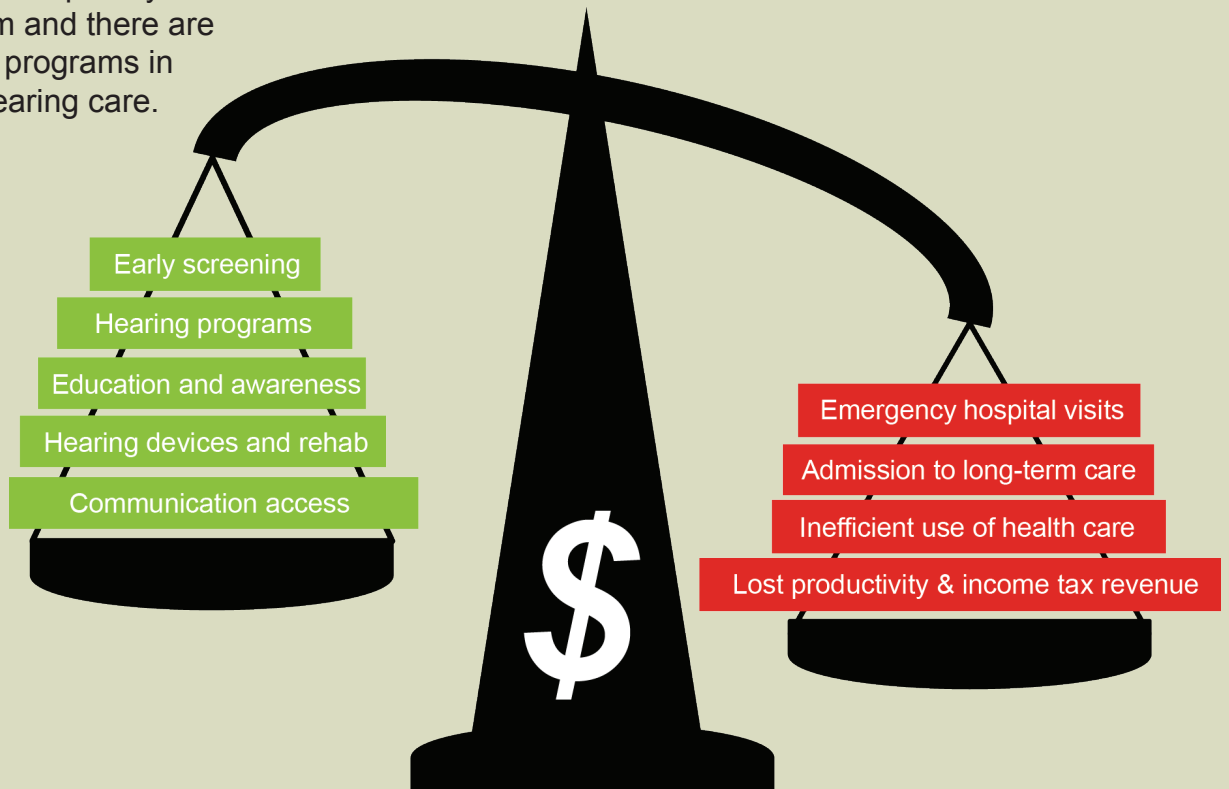 m and there are
programs in
earing care.
Early screening
Hearing programs
Education and awareness
Hearing devices and rehab
Communication access
$
Emergency hospital visits
Admission to long-term care
Inefficient use of health care
Lost productivity & income tax revenue